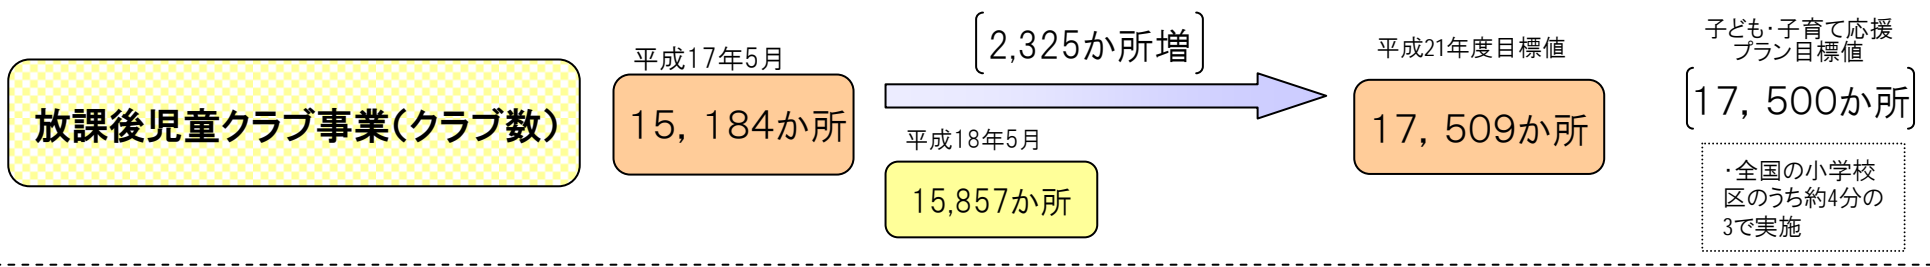 放課後児童クラブ事業(クラブ数)
平成17年5月
15, 184か所
2,325か所増
平成18年5月
15,857か所
平成21年度目標値
17, 509か所
子ども・子育て応援
プラン目標値
17, 500か所
・全国の小学校
区のうち約4分の
3で実施